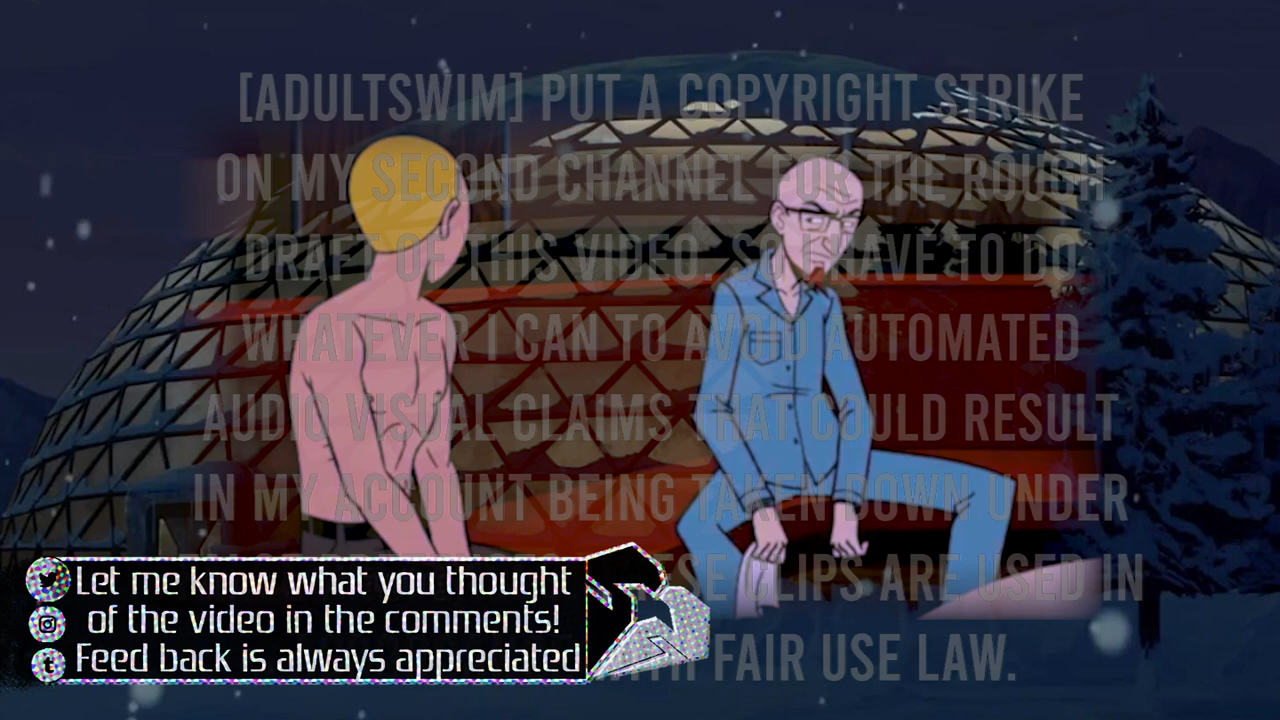 [ADULTSWIM] PUT A COPYRIGHT STRIKE
ON MY SECOND CHANNEL FOR THE ROUGH
DRAFT OF THIS VIDEO. SO I HAVE TO DO
WHATEVER I CAN TO AVOID AUTOMATED
AUDIO VISUAL CLAIMS THAT COULD RESULT
IN MY ACCOUNT BEING TAKEN DOWN UNDER
CLIPS ARE USED IN
FAIR USE LAW.
Let me know what you thought
of the video in the comments!
Feed back is always appreciated